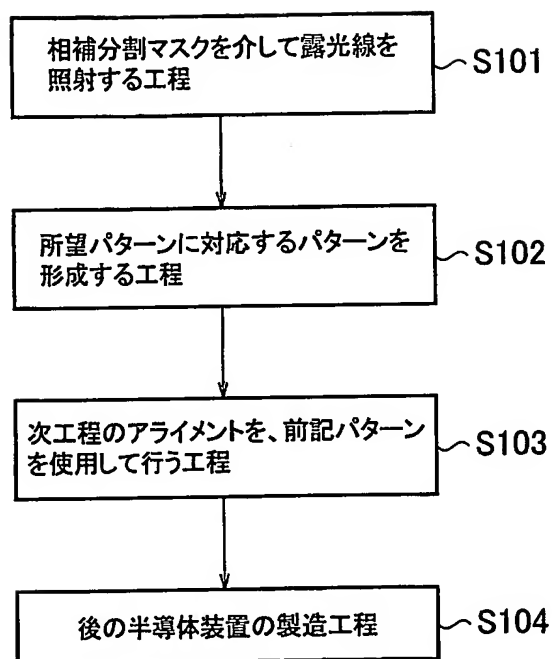 相補分割マスクを介して露光線を
照射する工程
S101
所望パターンに対応するパターンを
形成する工程
S102
次工程のアライメントを、前記パターン
を使用して行う工程
S103
後の半導体装置の製造工程
S104